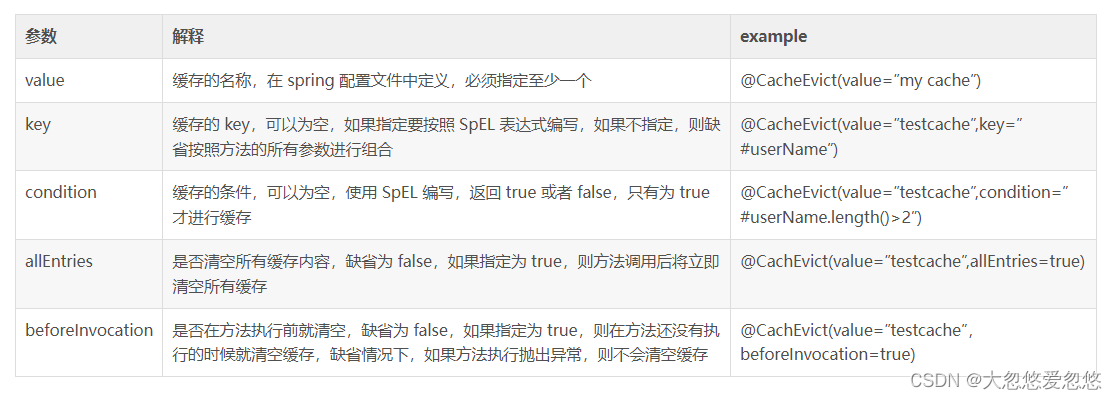 参数 解释 example
value 缓存的名称，在 spring 配置文件中定义，必须指定至少一个 @CacheEvict(value=”my cache”)
key 缓存的 key，可以为空，如果指定要按照 SpEL 表达式编写，如果不指定，则缺 @CacheEvict(value=”testcache”,key=”
省按照方法的所有参数进行组合 #userName”)
condition 缓存的条件，可以为空，使用 SpEL 编写，返回 true 或者 false，只有为 true @CacheEvict(value=”testcache”,condition=”
才进行缓存 #userName.length()>2”)
allEntries 是否清空所有缓存内容，缺省为 false，如果指定为 true，则方法调用后将立即 @CachEvict(value=”testcache”,allEntries=true)
清空所有缓存
beforeInvocation 是否在方法执行前就清空，缺省为 false，如果指定为 true，则在方法还没有执 @CachEvict(value=”testcache”，
行的时候就清空缓存，缺省情况下，如果方法执行抛出异常，则不会清空缓存 beforeInvocation=true)
CSDN @大忽悠爱忽悠